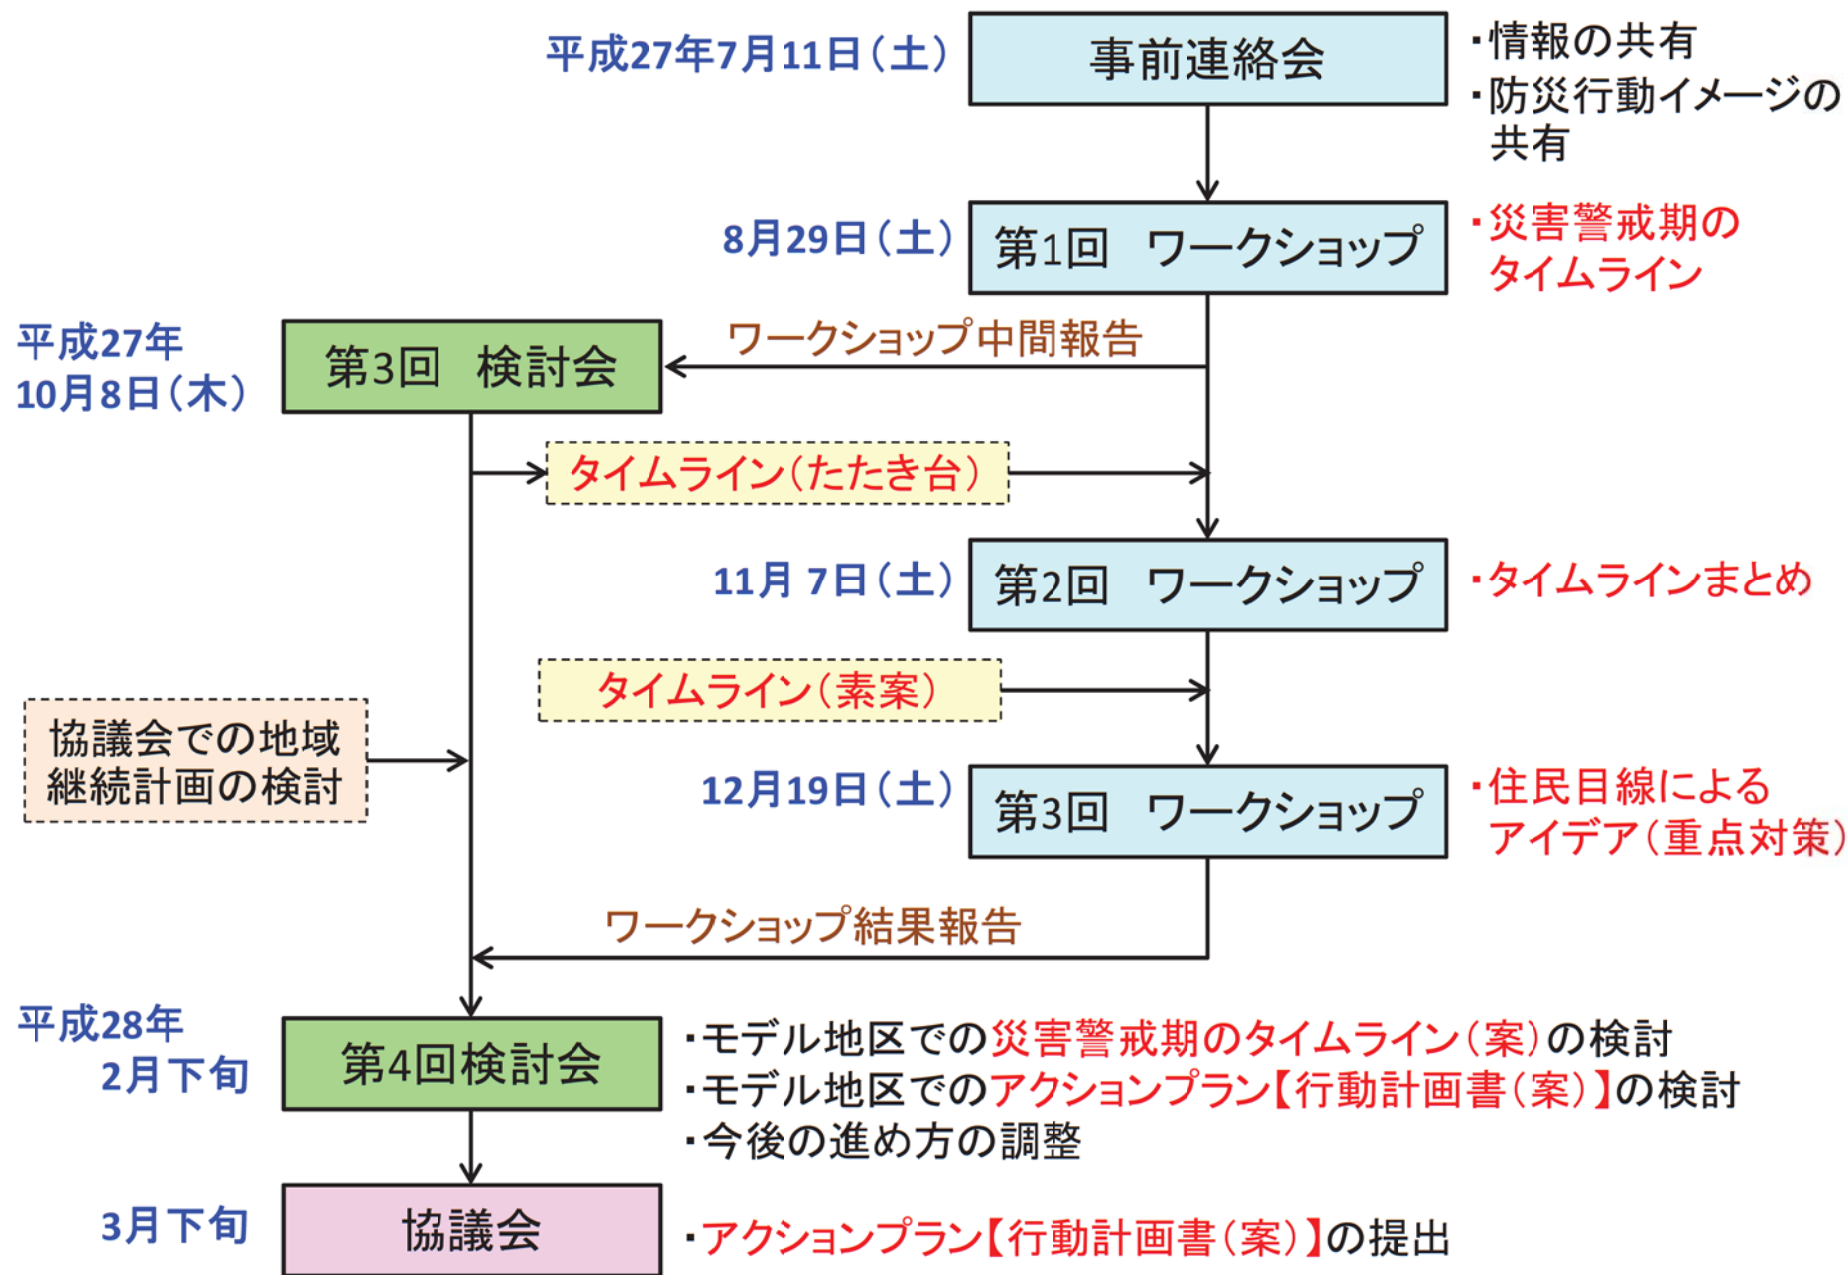 平成27年7月11日(土)
事前連絡会
・情報の共有
・防災行動イメージの
共有
8月29日(土)
第1回 ワークショップ
・災害警戒期の
タイムライン
平成27年
10月8日(木)
第3回 検討会
ワークショップ中間報告
タイムライン(たたき台)
11月 7日(土)
第2回 ワークショップ
・タイムラインまとめ
タイムライン(素案)
協議会での地域
継続計画の検討
12月19日(土)
第3回 ワークショップ
・住民目線による
アイデア(重点対策)
ワークショップ結果報告
平成28年
2月下旬
第4回検討会
・モデル地区での災害警戒期のタイムライン(案)の検討
・モデル地区でのアクションプラン【行動計画書(案)】の検討
・今後の進め方の調整
3月下旬
協議会
・アクションプラン【行動計画書(案)】の提出